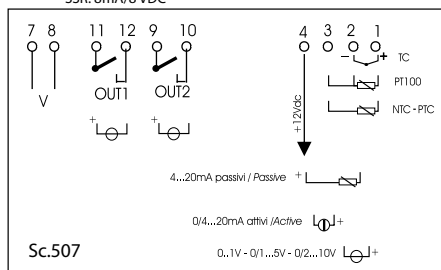 SSR: 8mA/8 VDC
7 8 11 12 9 10 4 3 2 1
– + TC
V OUT1 OUT2
PT100
+12Vdc
NTC - PTC
+ +
4...20mA passivi / Passive +
0/4...20mA attivi /Active +
Sc.507
0..1V - 0/1...5V - 0/2...10V +